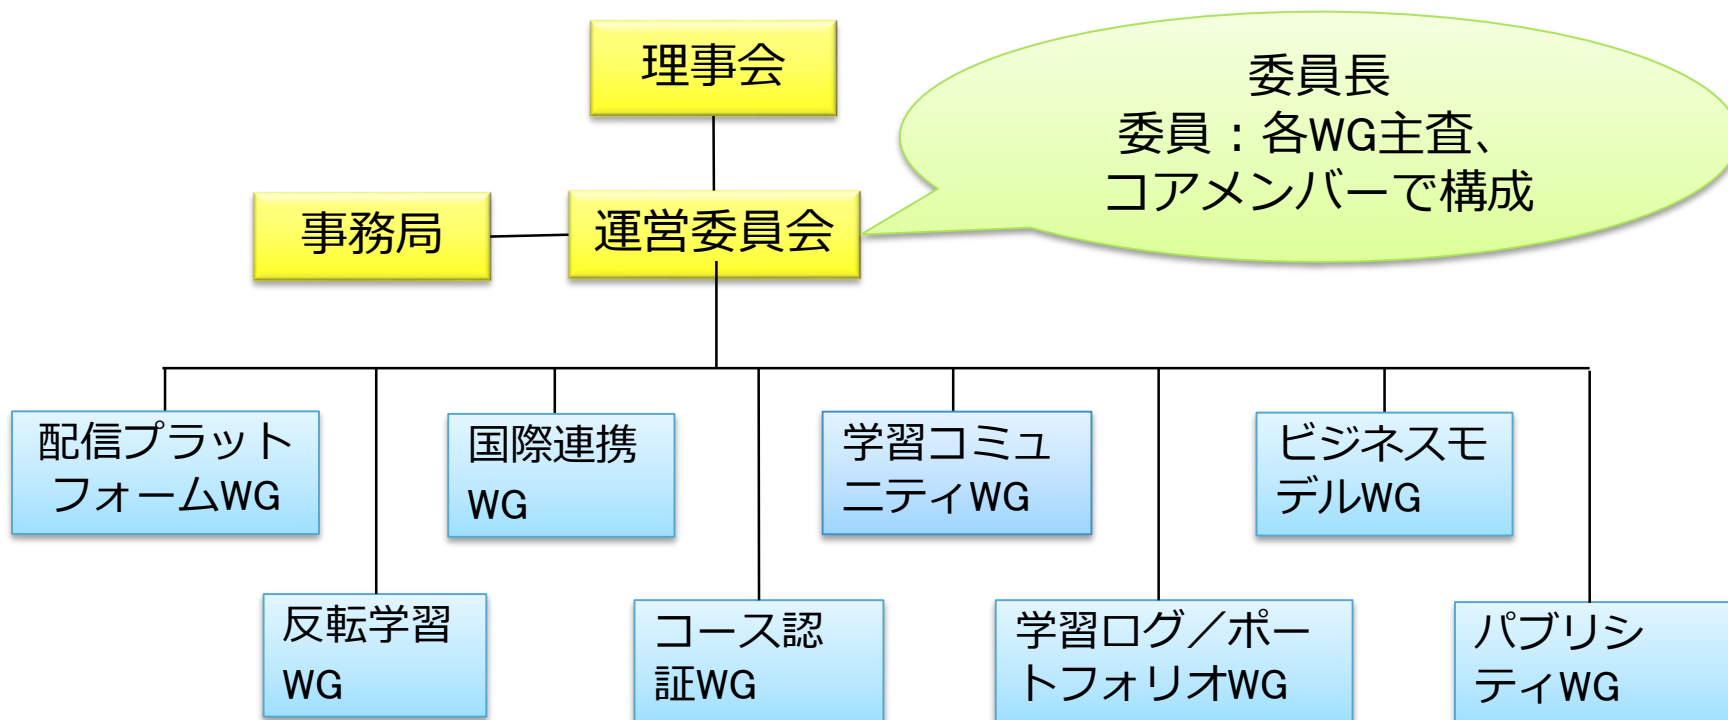 理事会
委員長
委員：各WG主査、
コアメンバーで構成
事務局
運営委員会
配信プラット
フォームWG
国際連携
WG
学習コミュ
ニティWG
ビジネスモ
デルWG
反転学習
WG
コース認
証WG
学習ログ／ポー
トフォリオWG
パブリシ
ティWG